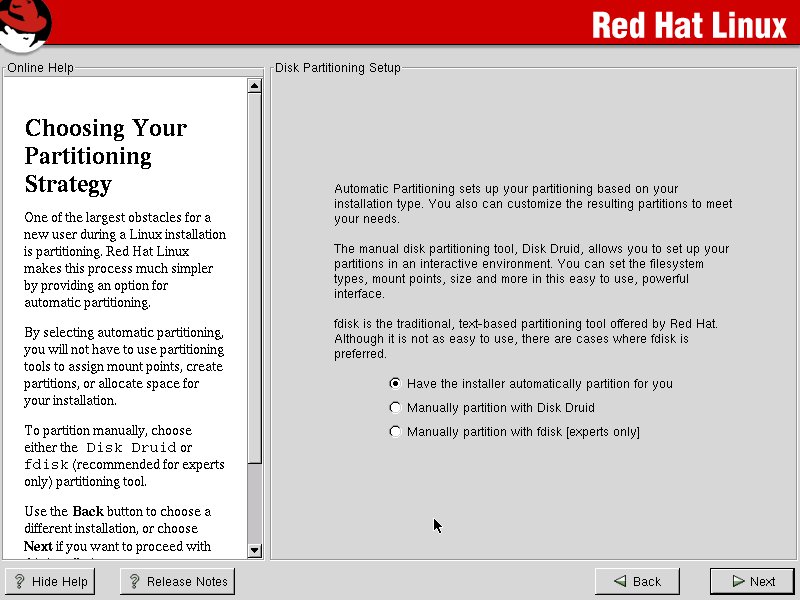 Red Hat Linux
Online Help
Choosing Your
Partitioning
Strategy
One of the largest obstacles for a
new user during a Linux installation
is partitioning. Red Hat Linux
makes this process much simpler
by providing an option for
automatic partitioning.
By selecting automatic partitioning,
you will not have to use partitioning
tools to assign mount points, create
partitions, or allocate space for
your installation.
To partition manually, choose
either the Disk Druid or
fdisk (recommended for experts
only) partitioning tool.
Use the Back button to choose a
different installation, or choose
Next if you want to proceed with
Disk Partitioning Setup
Automatic Partitioning sets up your partitioning based on your
installation type. You also can customize the resulting partitions to meet
your needs.
The manual disk partitioning tool, Disk Druid, allows you to set up your
partitions in an interactive environment. You can set the filesystem
types, mount points, size and more in this easy to use, powerful
interface.
fdisk is the traditional, text-based partitioning tool offered by Red Hat.
Although it is not as easy to use, there are cases where fdisk is
preferred.
Have the installer automatically partition for you
Manually partition with Disk Druid
Manually partition with fdisk [experts only]
Hide Help
Release Notes
Back
Next